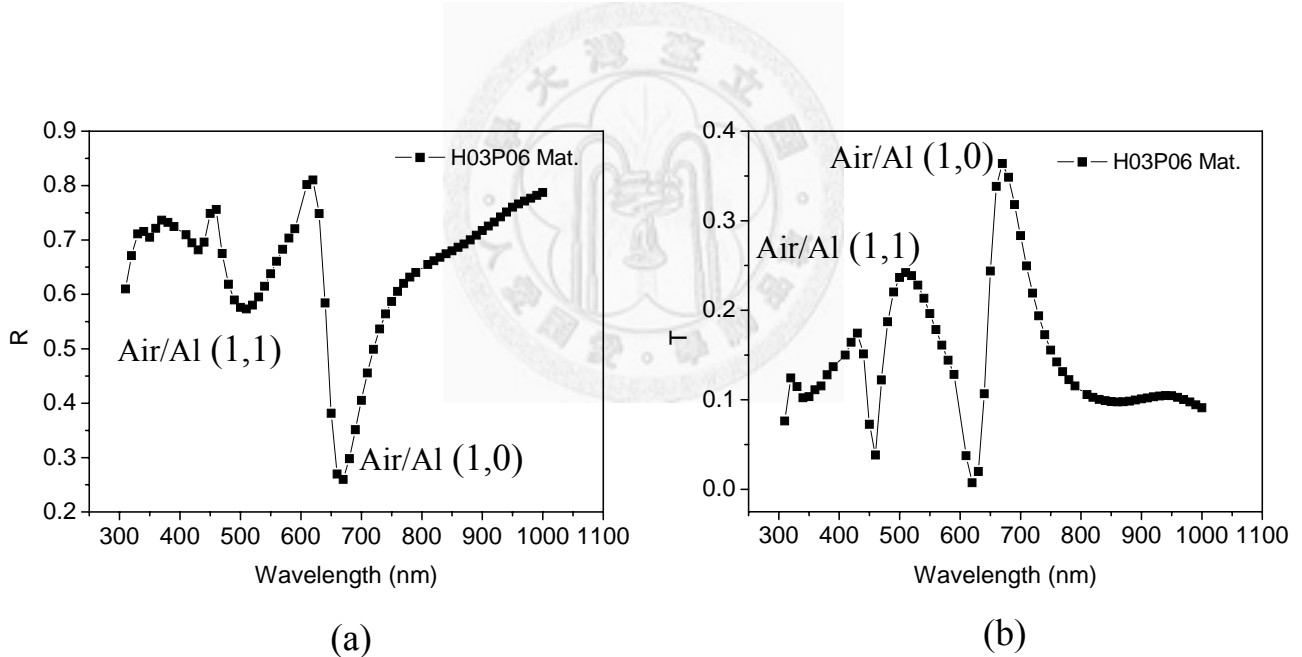 0.9
0.8
0.7
0.6
0.5
0.4
0.3
0.2
R
H03P06 Mat.
Air/Al (1,1)
Air/Al (1,0)
300 400 500 600 700 800 900 1000 1100
Wavelength (nm)
(a)
0.4
0.3
0.2
0.1
0.0
T
H03P06 Mat.
Air/Al (1,0)
Air/Al (1,1)
300 400 500 600 700 800 900 1000 1100
Wavelength (nm)
(b)